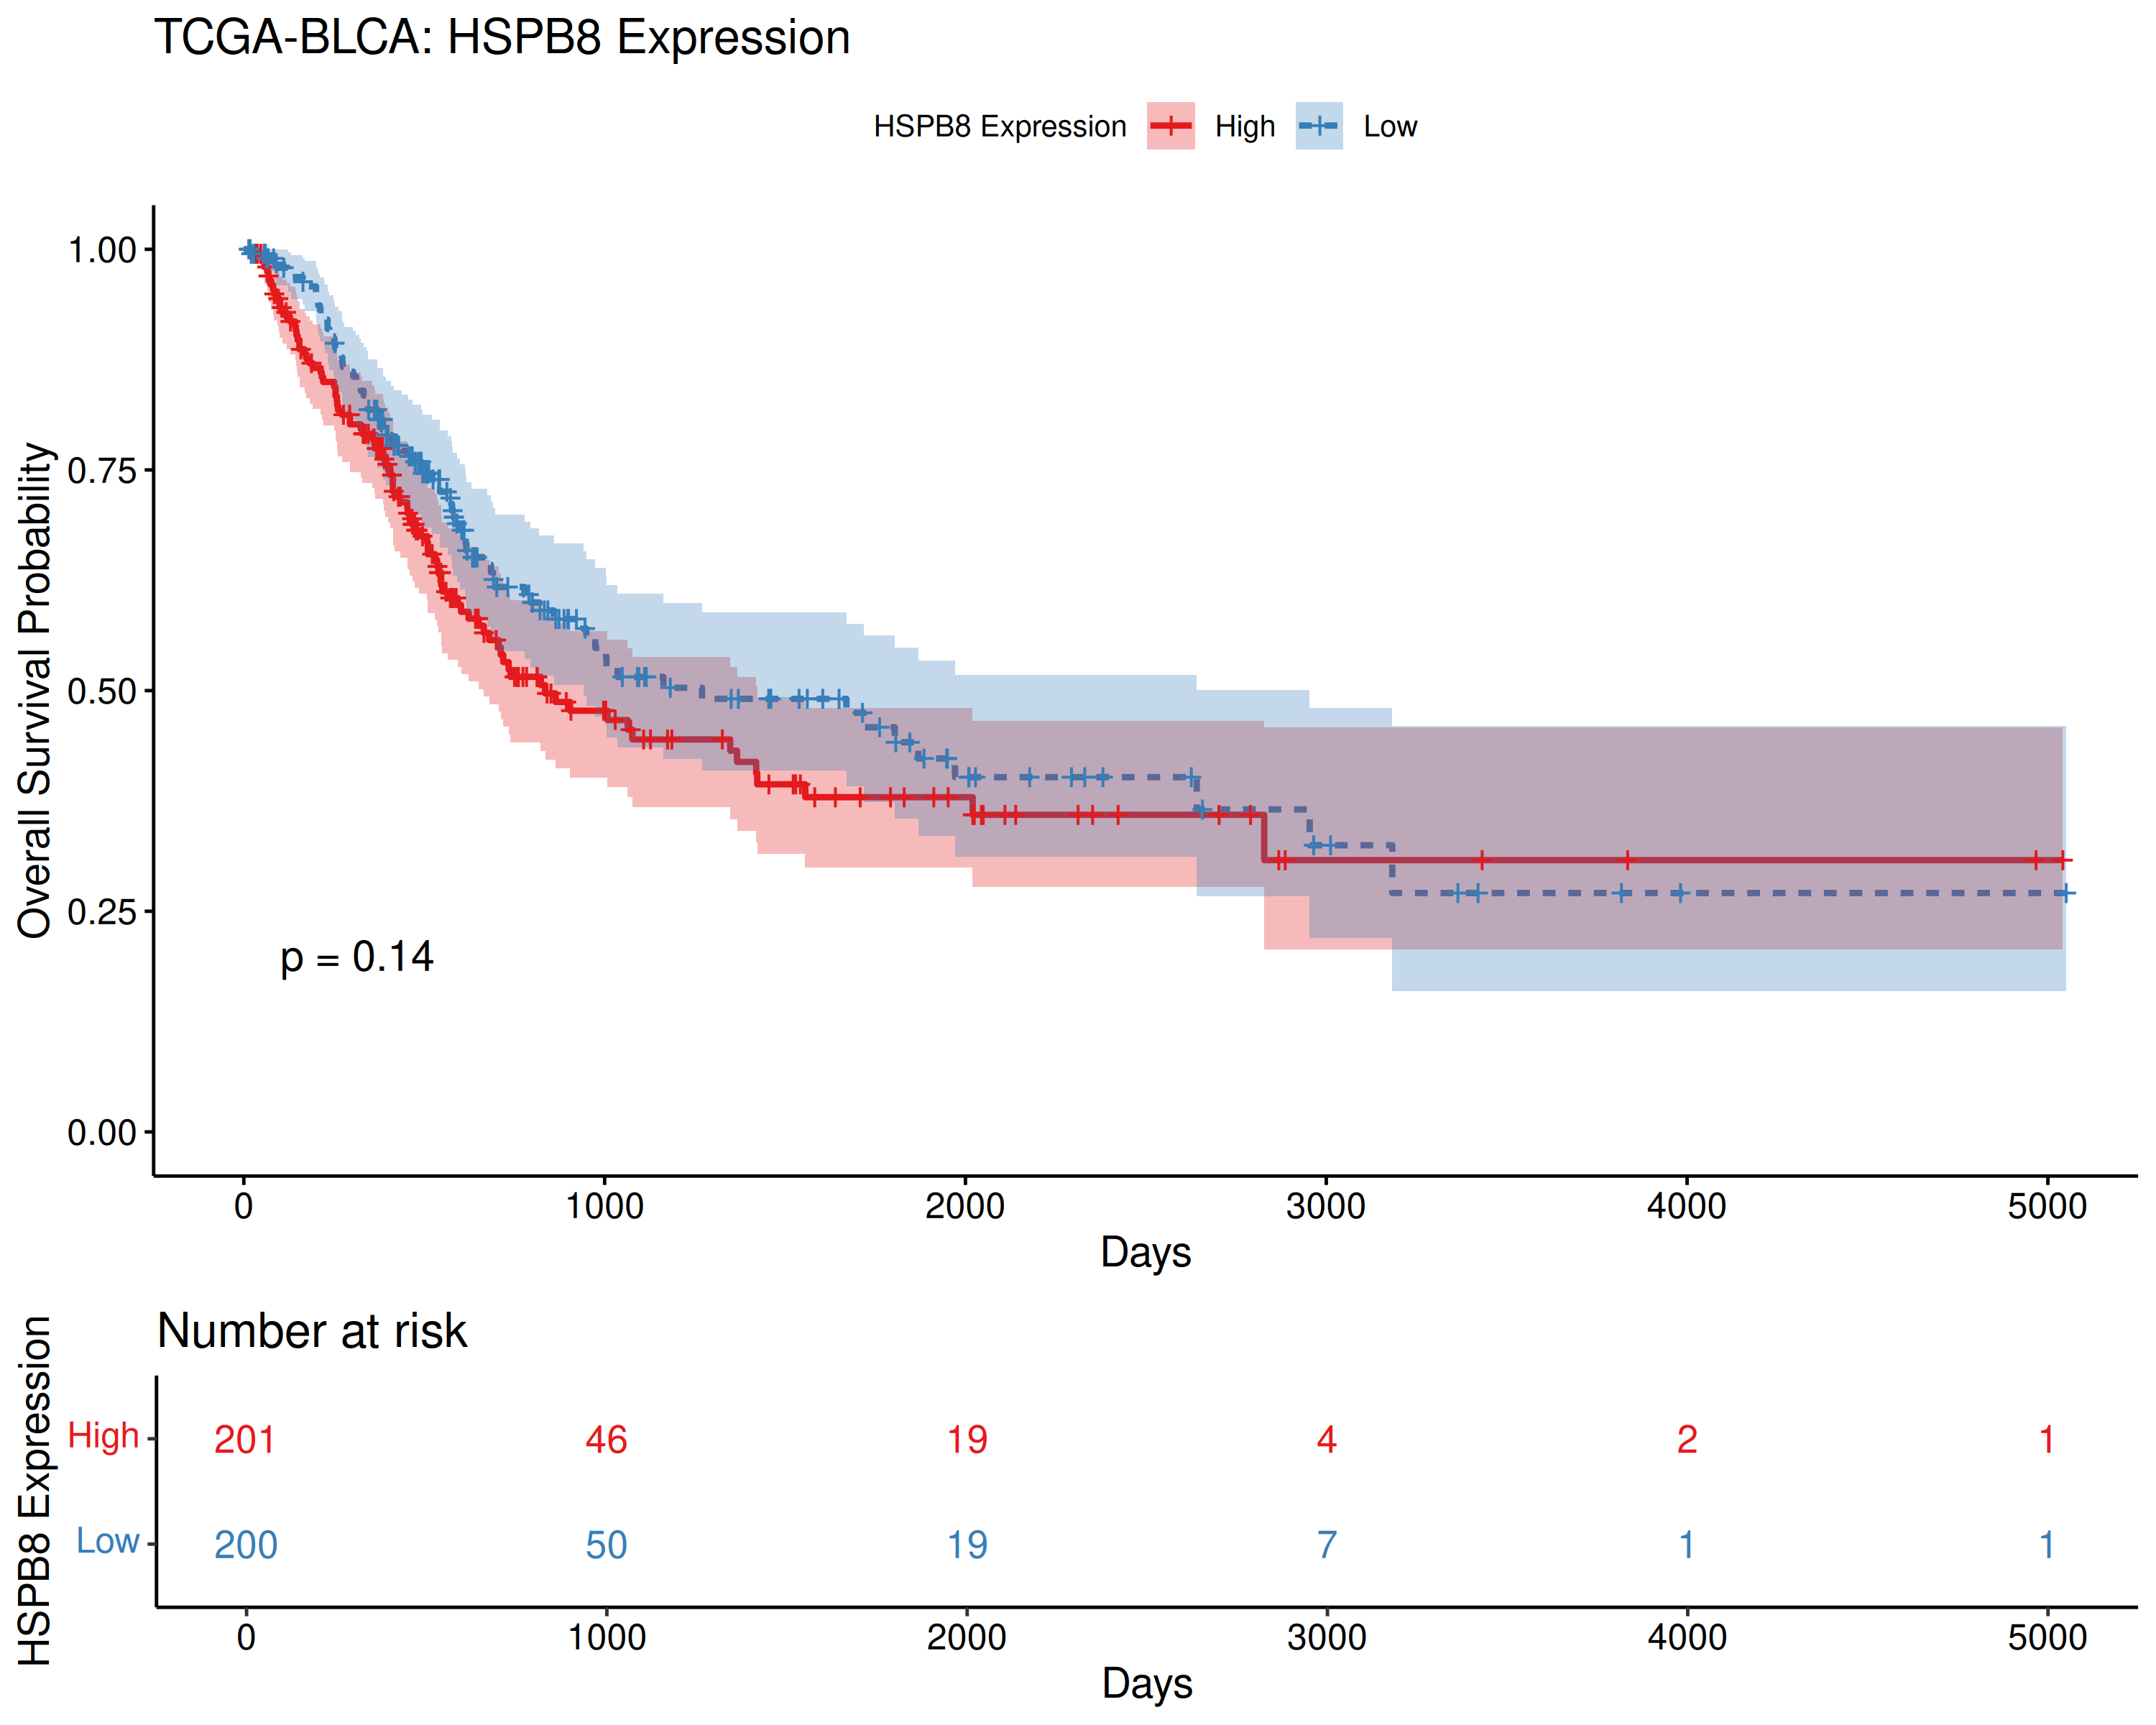 TCGA-BLCA: HSPB8 Expression
HSPB8 Expression High Low
Overall Survival Probability
1.00
0.75
0.50
0.25
0.00
p = 0.14
0 1000 2000 3000 4000 5000
Days
Number at risk
HSPB8 Expression
High 201 46 19 4 2 1
Low 200 50 19 7 1 1
0 1000 2000 3000 4000 5000
Days